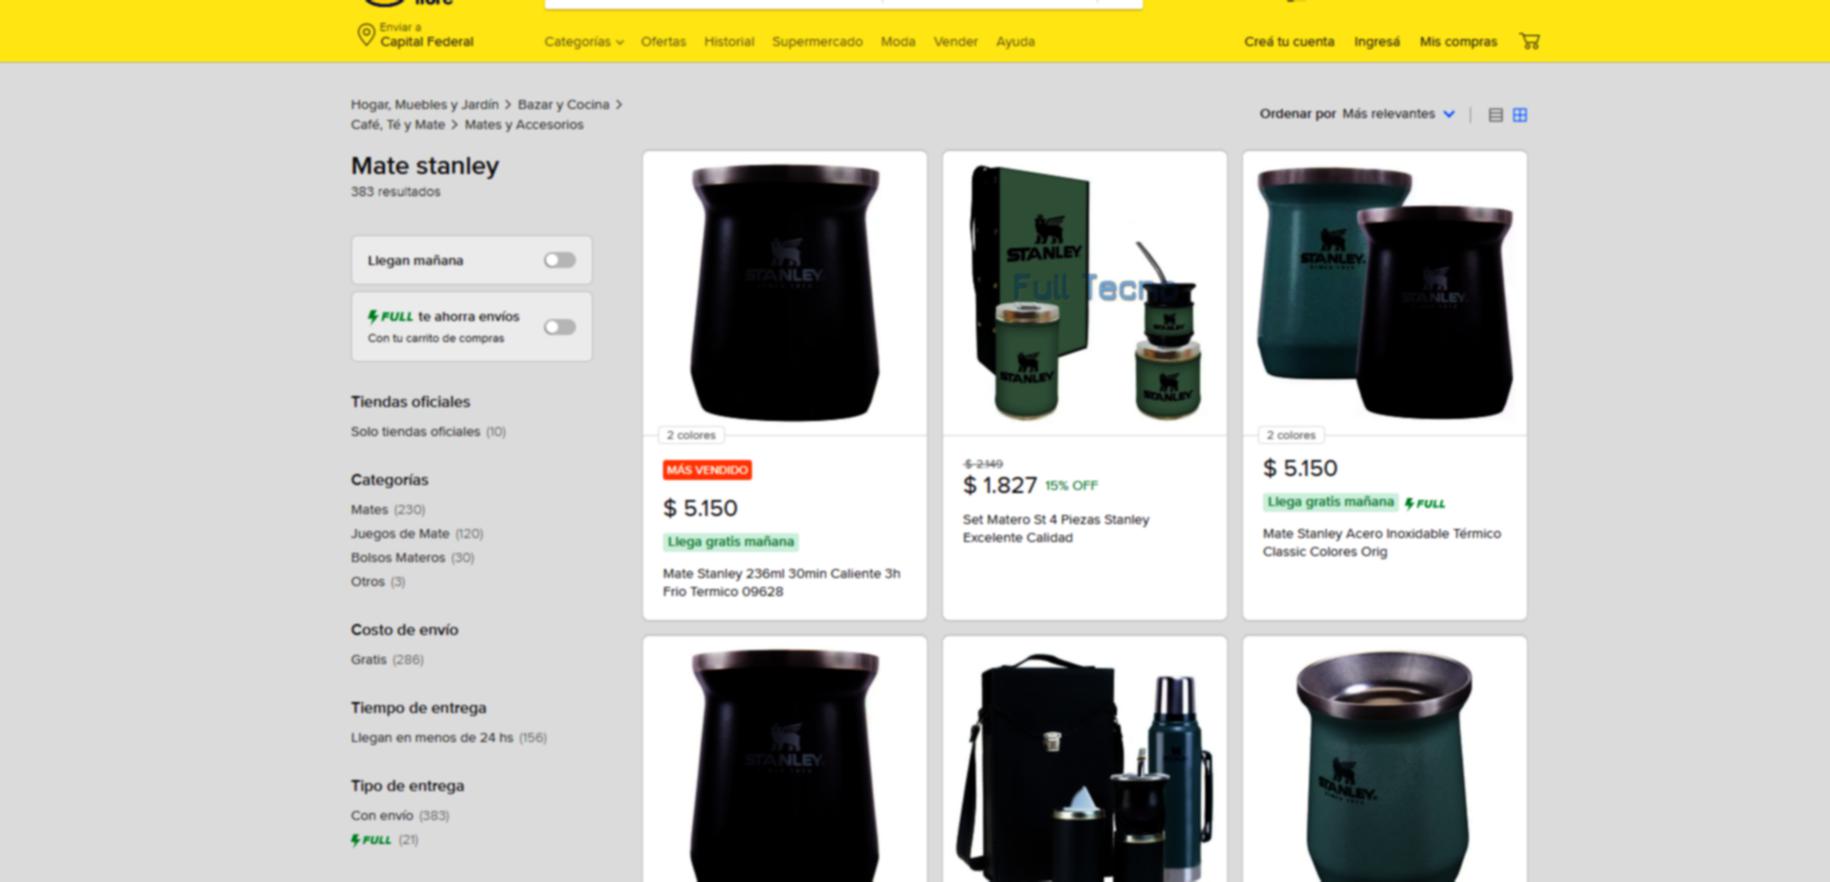 Enviar a
Capital Federal
Categorías
Ofertas
Historial
Supermercado
Moda
Vender
Ayuda
Creá tu cuenta
Ingresá
Mis compras
Hogar, Muebles y Jardín > Bazar y Cocina >
Café, Té y Mate > Mates y Accesorios
Ordenar por Más relevantes
Mate stanley
383 resultados
Llegan mañana
FULL te ahorra envíos
Con tu carrito de compras
Tiendas oficiales
Solo tiendas oficiales (10)
Categorías
Mates (230)
Juegos de Mate (120)
Bolsos Materos (30)
Otros (3)
Costo de envío
Gratis (286)
Tiempo de entrega
Llegan en menos de 24 hs (156)
Tipo de entrega
Con envío (383)
FULL (21)
STANLEY
2 colores
MÁS VENDIDO
$ 5.150
Llega gratis mañana
Mate Stanley 236ml 30min Caliente 3h
Frio Termico 09628
STANLEY
Full Tecno
STANLEY
STANLEY
STANLEY
$ 2.149
$ 1.827 15% OFF
Set Matero St 4 Piezas Stanley
Excelente Calidad
STANLEY
STANLEY
2 colores
$ 5.150
Llega gratis mañana FULL
Mate Stanley Acero Inoxidable Térmico
Classic Colores Orig
STANLEY
STANLEY